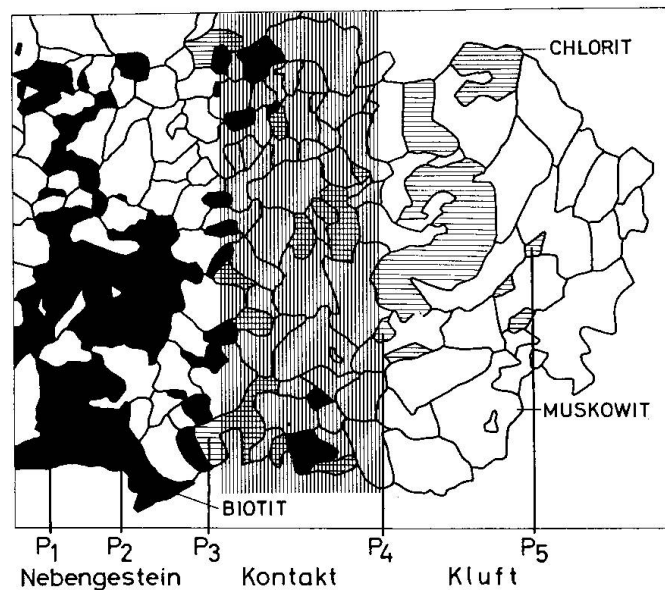 CHLORIT
MUSKOWIT
BIOTIT
P1 P2 P3 P4 P5
Nebengestein Kontakt Kluft